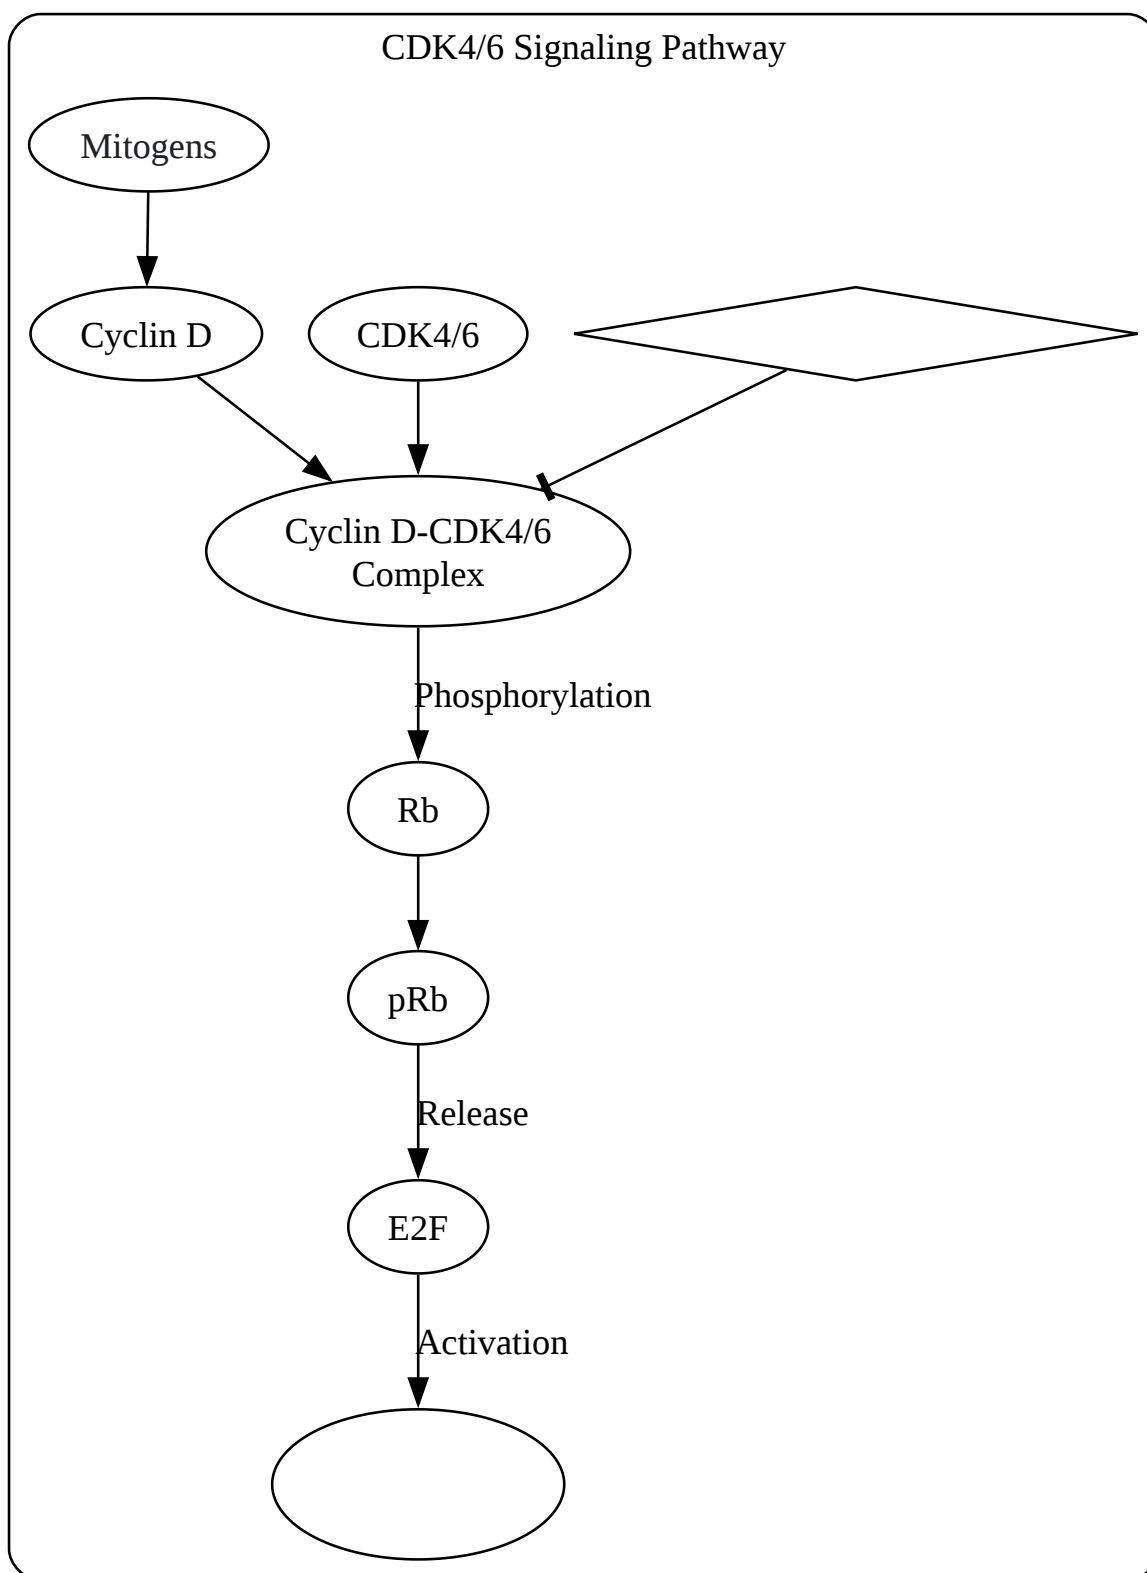 CDK4/6 Signaling Pathway
Mitogens
Cyclin D
CDK4/6
Cyclin D-CDK4/6
Complex
Phosphorylation
Rb
pRb
Release
E2F
Activation